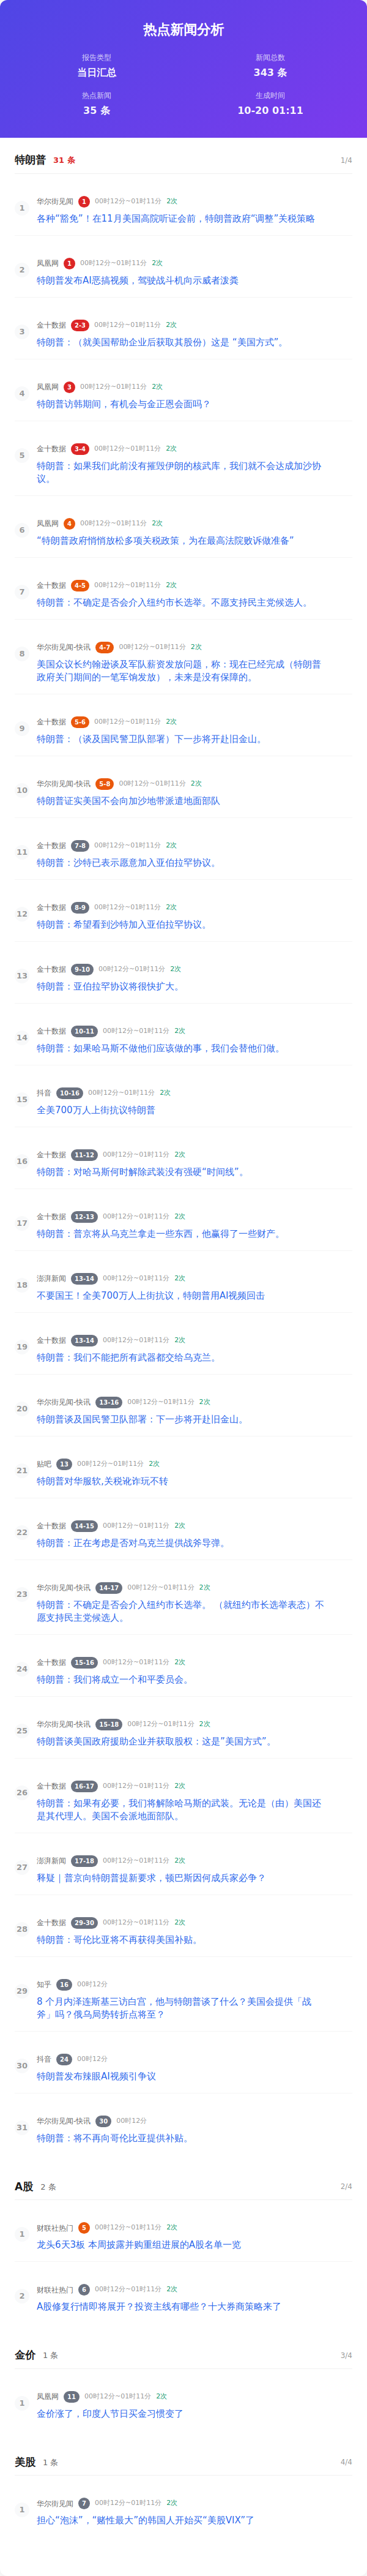 热点新闻分析
报告类型
当日汇总
新闻总数
343 条
热点新闻
35 条
生成时间
10-20 01:11
特朗普 31 条 1/4
1
华尔街见闻 1 00时12分~01时11分 2次
各种“豁免”！在11月美国高院听证会前，特朗普政府“调整”关税策略
2
凤凰网 1 00时12分~01时11分 2次
特朗普发布AI恶搞视频，驾驶战斗机向示威者泼粪
3
金十数据 2-3 00时12分~01时11分 2次
特朗普：（就美国帮助企业后获取其股份）这是 “美国方式”。
4
凤凰网 3 00时12分~01时11分 2次
特朗普访韩期间，有机会与金正恩会面吗？
5
金十数据 3-4 00时12分~01时11分 2次
特朗普：如果我们此前没有摧毁伊朗的核武库，我们就不会达成加沙协
议。
6
凤凰网 4 00时12分~01时11分 2次
“特朗普政府悄悄放松多项关税政策，为在最高法院败诉做准备”
7
金十数据 4-5 00时12分~01时11分 2次
特朗普：不确定是否会介入纽约市长选举。不愿支持民主党候选人。
8
华尔街见闻-快讯 4-7 00时12分~01时11分 2次
美国众议长约翰逊谈及军队薪资发放问题，称：现在已经完成（特朗普
政府关门期间的一笔军饷发放），未来是没有保障的。
9
金十数据 5-6 00时12分~01时11分 2次
特朗普：（谈及国民警卫队部署）下一步将开赴旧金山。
10
华尔街见闻-快讯 5-8 00时12分~01时11分 2次
特朗普证实美国不会向加沙地带派遣地面部队
11
金十数据 7-8 00时12分~01时11分 2次
特朗普：沙特已表示愿意加入亚伯拉罕协议。
12
金十数据 8-9 00时12分~01时11分 2次
特朗普：希望看到沙特加入亚伯拉罕协议。
13
金十数据 9-10 00时12分~01时11分 2次
特朗普：亚伯拉罕协议将很快扩大。
14
金十数据 10-11 00时12分~01时11分 2次
特朗普：如果哈马斯不做他们应该做的事，我们会替他们做。
15
抖音 10-16 00时12分~01时11分 2次
全美700万人上街抗议特朗普
16
金十数据 11-12 00时12分~01时11分 2次
特朗普：对哈马斯何时解除武装没有强硬“时间线”。
17
金十数据 12-13 00时12分~01时11分 2次
特朗普：普京将从乌克兰拿走一些东西，他赢得了一些财产。
18
澎湃新闻 13-14 00时12分~01时11分 2次
不要国王！全美700万人上街抗议，特朗普用AI视频回击
19
金十数据 13-14 00时12分~01时11分 2次
特朗普：我们不能把所有武器都交给乌克兰。
20
华尔街见闻-快讯 13-16 00时12分~01时11分 2次
特朗普谈及国民警卫队部署：下一步将开赴旧金山。
21
贴吧 13 00时12分~01时11分 2次
特朗普对华服软,关税讹诈玩不转
22
金十数据 14-15 00时12分~01时11分 2次
特朗普：正在考虑是否对乌克兰提供战斧导弹。
23
华尔街见闻-快讯 14-17 00时12分~01时11分 2次
特朗普：不确定是否会介入纽约市长选举。 （就纽约市长选举表态）不
愿支持民主党候选人。
24
金十数据 15-16 00时12分~01时11分 2次
特朗普：我们将成立一个和平委员会。
25
华尔街见闻-快讯 15-18 00时12分~01时11分 2次
特朗普谈美国政府援助企业并获取股权：这是“美国方式”。
26
金十数据 16-17 00时12分~01时11分 2次
特朗普：如果有必要，我们将解除哈马斯的武装。无论是（由）美国还
是其代理人。美国不会派地面部队。
27
澎湃新闻 17-18 00时12分~01时11分 2次
释疑｜普京向特朗普提新要求，顿巴斯因何成兵家必争？
28
金十数据 29-30 00时12分~01时11分 2次
特朗普：哥伦比亚将不再获得美国补贴。
29
知乎 16 00时12分
8 个月内泽连斯基三访白宫，他与特朗普谈了什么？美国会提供「战
斧」吗？俄乌局势转折点将至？
30
抖音 24 00时12分
特朗普发布辣眼AI视频引争议
31
华尔街见闻-快讯 30 00时12分
特朗普：将不再向哥伦比亚提供补贴。
A股 2 条 2/4
1
财联社热门 5 00时12分~01时11分 2次
龙头6天3板 本周披露并购重组进展的A股名单一览
2
财联社热门 6 00时12分~01时11分 2次
A股修复行情即将展开？投资主线有哪些？十大券商策略来了
金价 1 条 3/4
1
凤凰网 11 00时12分~01时11分 2次
金价涨了，印度人节日买金习惯变了
美股 1 条 4/4
1
华尔街见闻 7 00时12分~01时11分 2次
担心“泡沫”，“赌性最大”的韩国人开始买“美股VIX”了